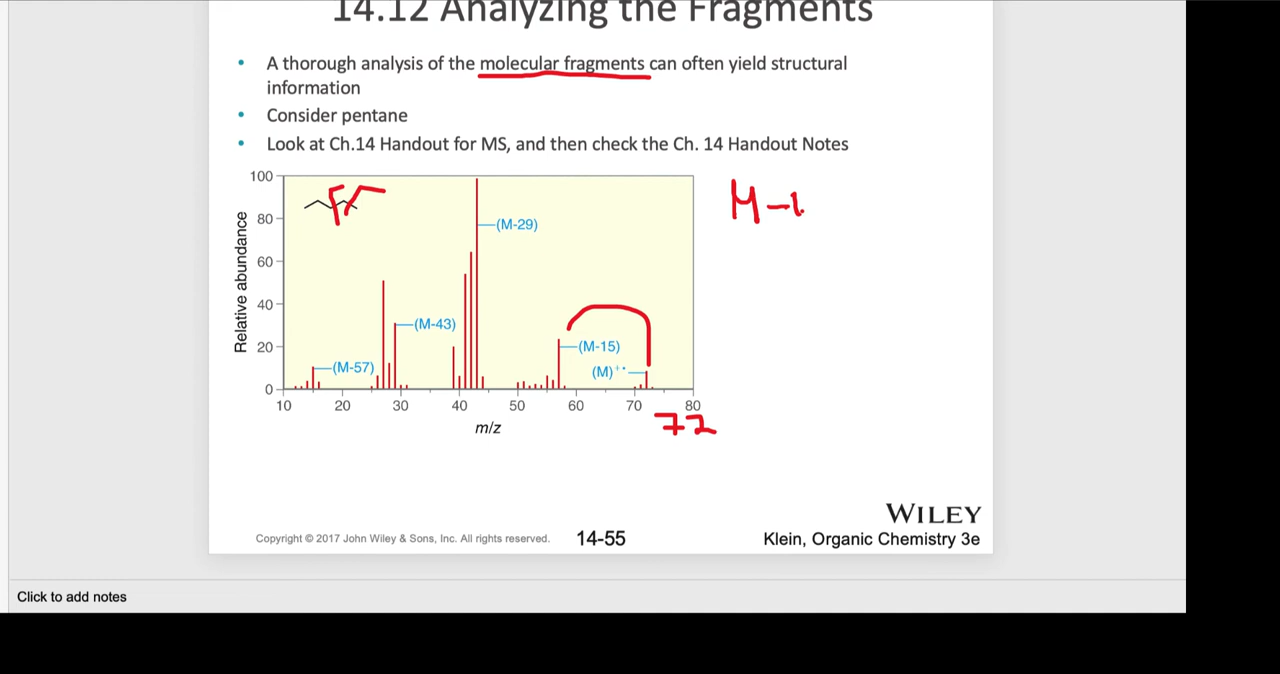 14.12 Analyzing the Fragments
• A thorough analysis of the molecular fragments can often yield structural
information
• Consider pentane
• Look at Ch.14 Handout for MS, and then check the Ch. 14 Handout Notes
100
80
60
40
20
0
Relative abundance
(M-29)
(M-43)
(M-15)
(M-57)
(M)+•
M-1
10 20 30 40 50 60 70 80
72
m/z
WILEY
Copyright © 2017 John Wiley & Sons, Inc. All rights reserved. 14-55 Klein, Organic Chemistry 3e
Click to add notes